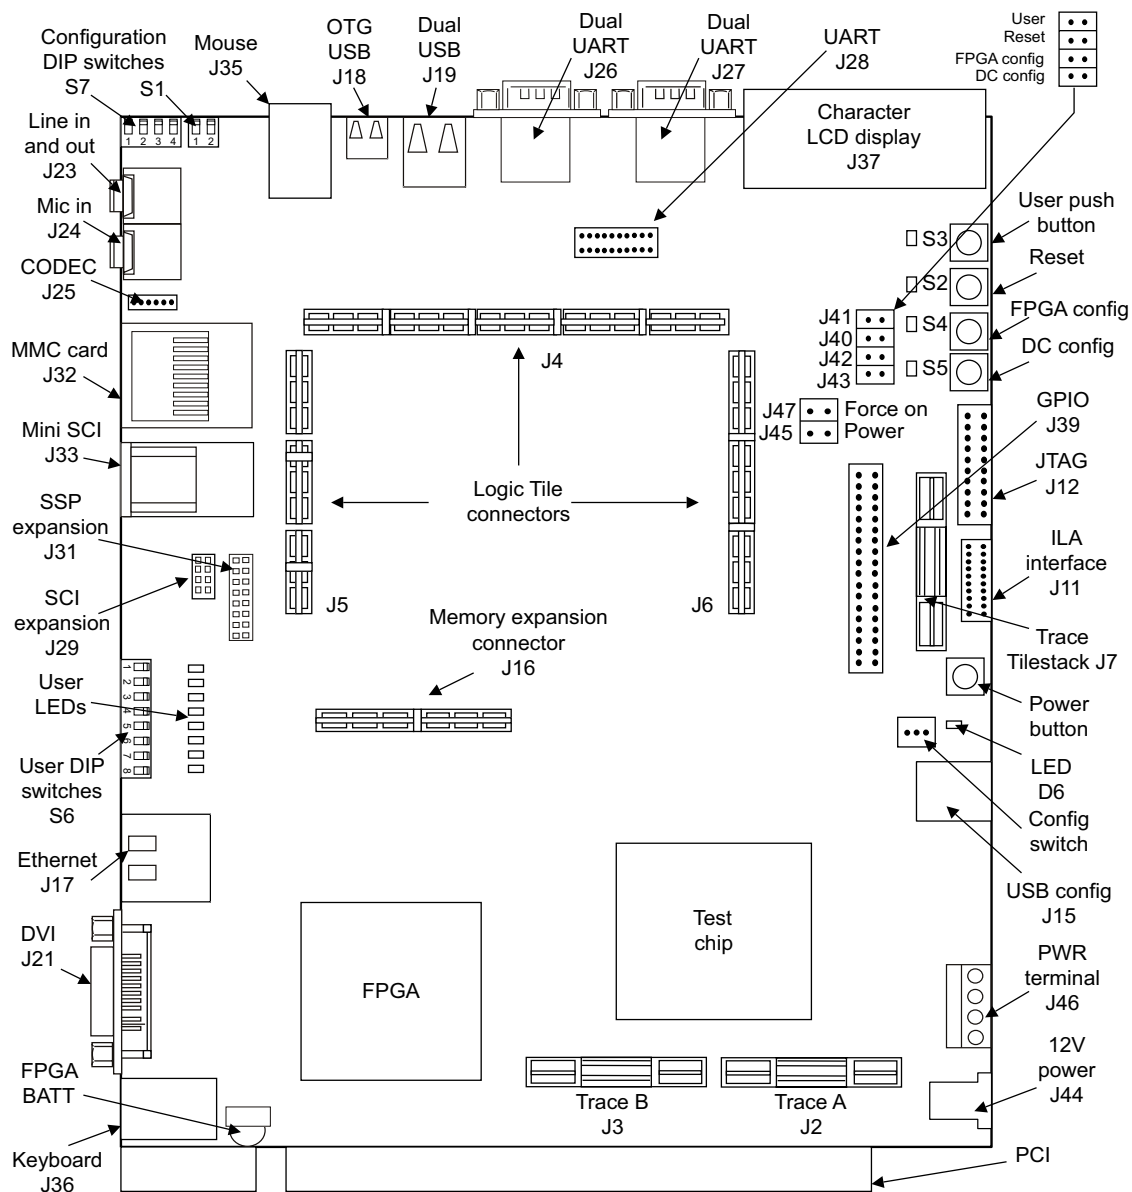 Configuration
DIP switches
S7
S1
Mouse
J35
OTG
USB
J18
Dual
USB
J19
Dual
UART
J26
Dual
UART
J27
UART
J28
User
Reset
FPGA config
DC config
Character
LCD display
J37
1 2 3 4
1 2
Line in
and out
J23
Mic in
J24
CODEC
J25
MMC card
J32
Mini SCI
J33
SSP
expansion
J31
SCI
expansion
J29
User
LEDs
1
2
3
4
5
6
7
8
User DIP
switches
S6
Ethernet
J17
DVI
J21
FPGA
BATT
Keyboard
J36
J4
J5
J6
Logic Tile
connectors
Memory expansion
connector
J16
FPGA
Test
chip
Trace B
J3
Trace A
J2
User push
button
S3
Reset
S2
FPGA config
S4
DC config
S5
J41
J40
J42
J43
J47 Force on
J45 Power
GPIO
J39
JTAG
J12
ILA
interface
J11
Trace
Tilestack J7
Power
button
LED
D6
Config
switch
USB config
J15
PWR
terminal
J46
12V
power
J44
PCI